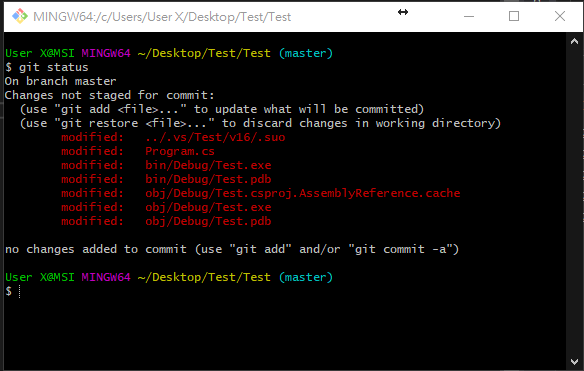 MINGW64:/c/Users/User X/Desktop/Test/Test
User X@MSI MINGW64 ~/Desktop/Test/Test (master)
$ git status
On branch master
Changes not staged for commit:
  (use "git add <file>..." to update what will be committed)
  (use "git restore <file>..." to discard changes in working directory)
        modified:   ../.vs/Test/v16/.suo
        modified:   Program.cs
        modified:   bin/Debug/Test.exe
        modified:   bin/Debug/Test.pdb
        modified:   obj/Debug/Test.csproj.AssemblyReference.cache
        modified:   obj/Debug/Test.exe
        modified:   obj/Debug/Test.pdb
no changes added to commit (use "git add" and/or "git commit -a")
User X@MSI MINGW64 ~/Desktop/Test/Test (master)
$